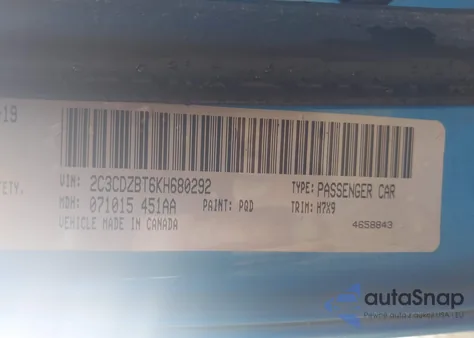 -19
VIN: 2C3CDZBT6KH680292
TYPE: PASSENGER CAR
ETY.
MDH: 071015 451AA
PAINT: PQD
TRIM: H7X9
VEHICLE MADE IN CANADA
4658843
autoSnap